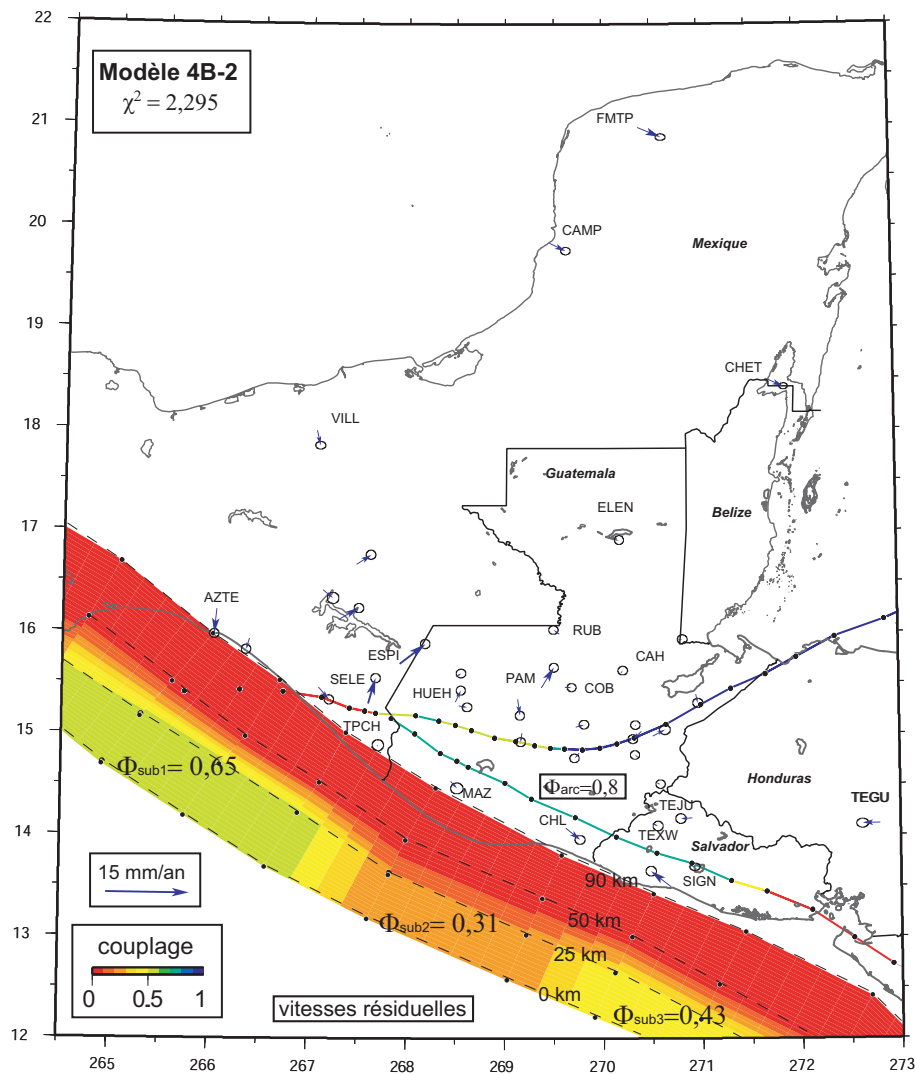 22
21
20
19
18
17
16
15
14
13
12
Modèle 4B-2
χ² = 2,295
FMTP
CAMP
Mexique
CHET
VILL
Guatemala
ELEN
Belize
AZTE
RUB
ESPI
CAH
SELE
PAM
HUEH
COB
TPCH
Φsub1= 0,65
Φarc=0,8
Honduras
MAZ
TEGU
TEJU
CHL
TEXW
Salvador
15 mm/an
90 km
SIGN
50 km
Φsub2= 0,31
couplage
25 km
0 0.5 1
0 km
vitesses résiduelles
Φsub3=0,43
265 266 267 268 269 270 271 272 273